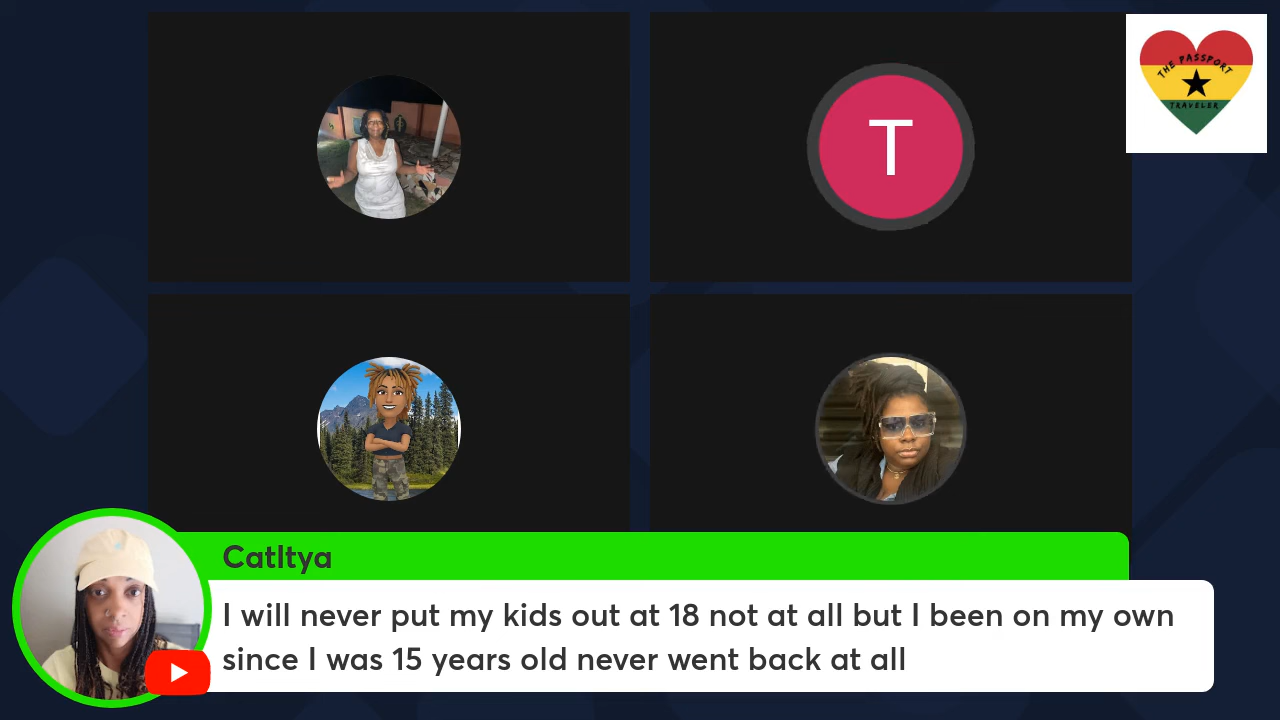 T
THE PASSPORT
TRAVELER
Catltya
I will never put my kids out at 18 not at all but I been on my own
since I was 15 years old never went back at all